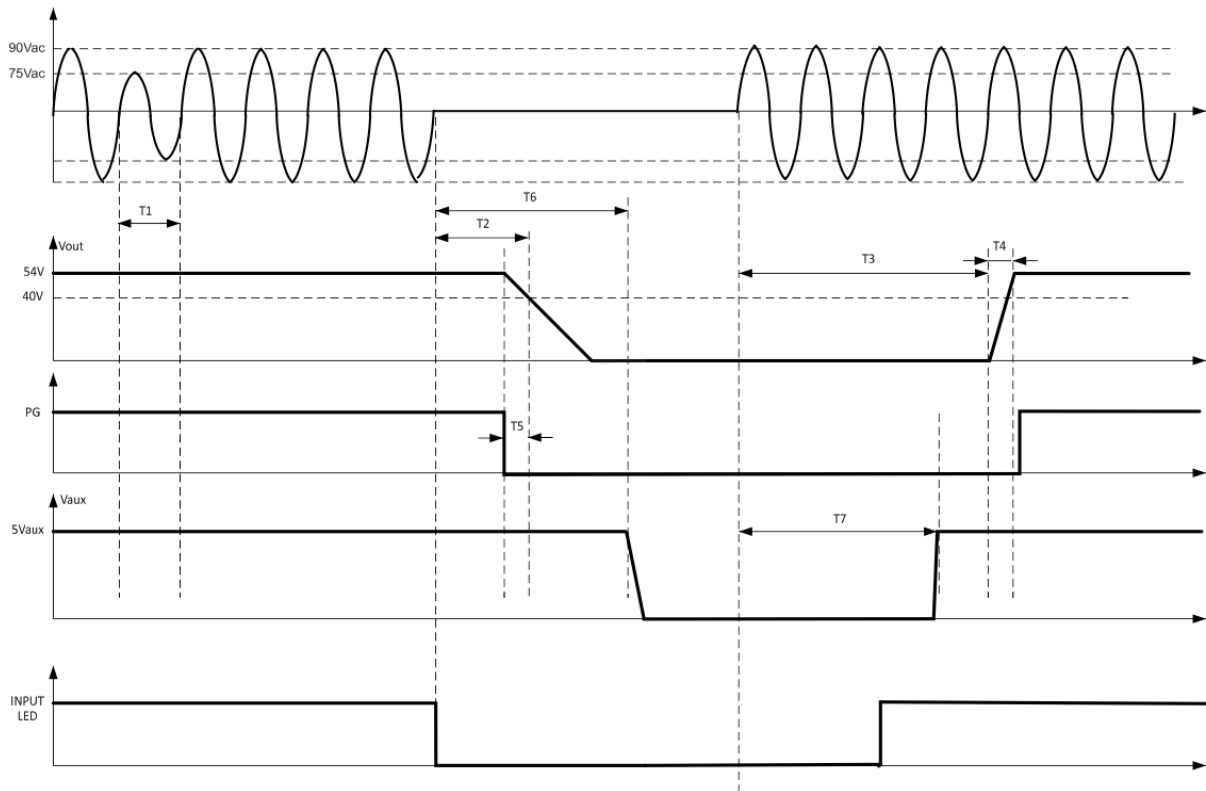 90Vac
75Vac
T1
T6
T2
Vout
54V
40V
T3
T4
PG
T5
Vaux
5Vaux
T7
INPUT
LED